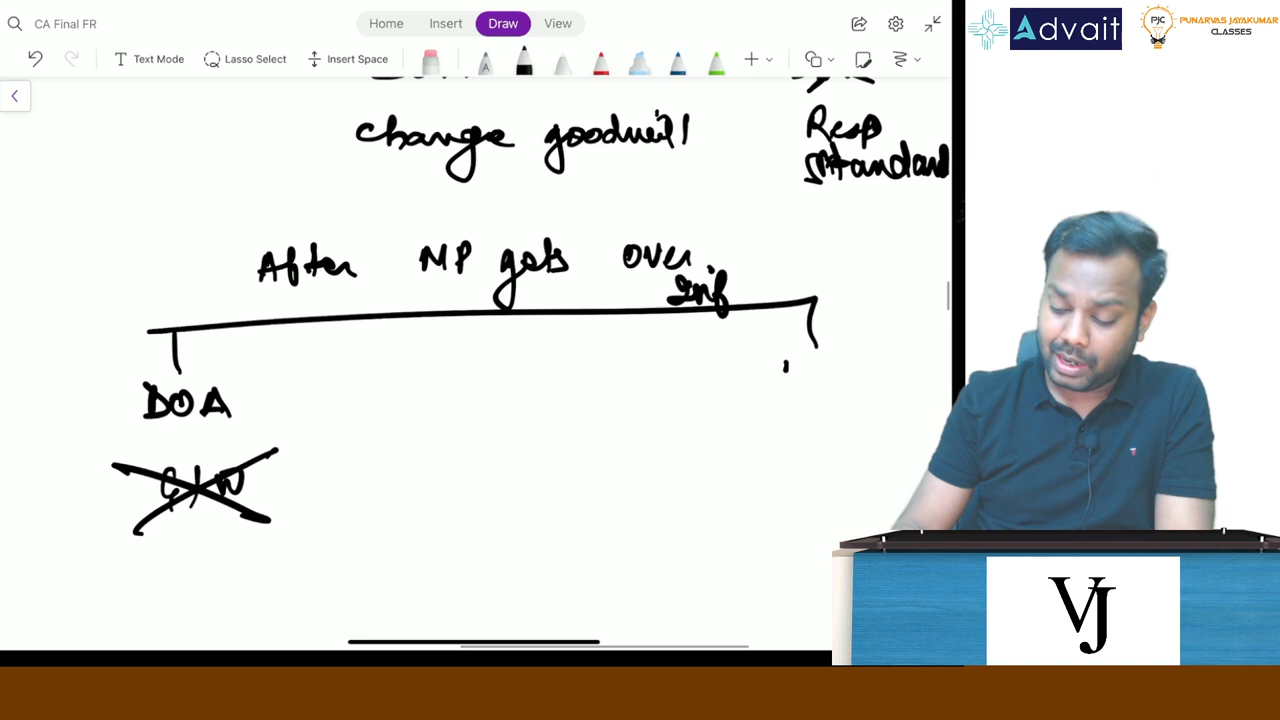 CA Final FR
Home Insert Draw View
Text Mode Lasso Select Insert Space
Advait
PJC
PUNARVAS JAYAKUMAR
CLASSES
change goodwill
Resp
Standard
After MP gets over
Inf
DOA
G/W
VJ